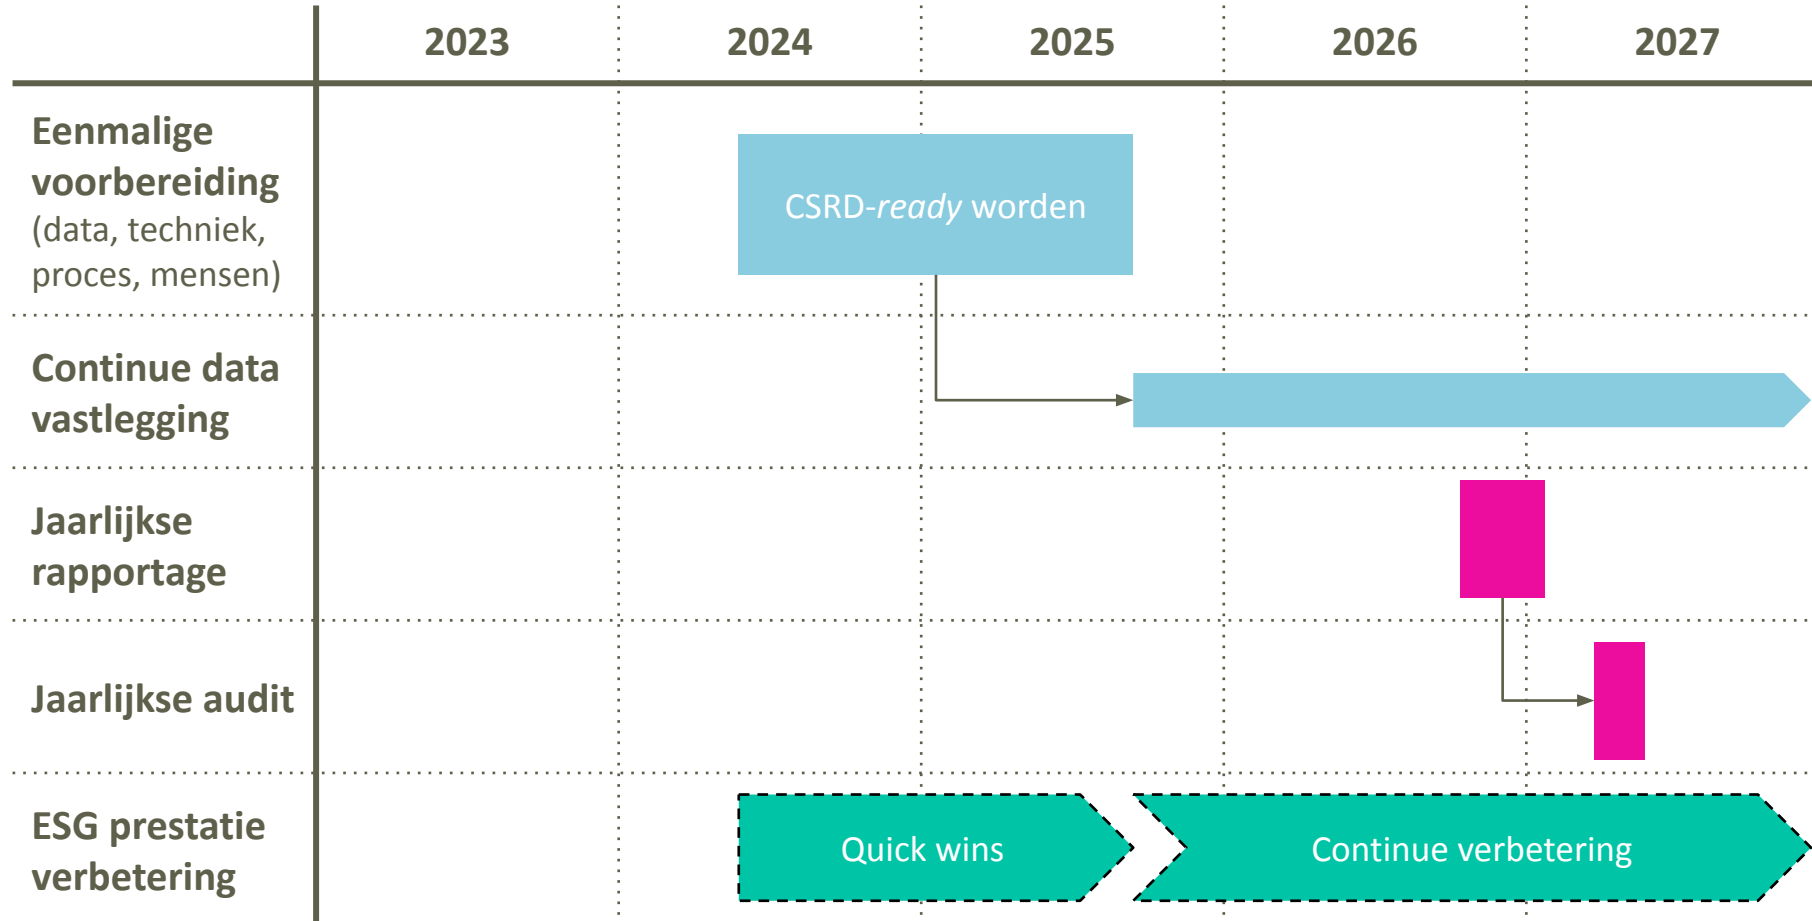 2023 2024 2025 2026 2027
Eenmalige
voorbereiding
(data, techniek,
proces, mensen)
CSRD-ready worden
Continue data
vastlegging
Jaarlijkse
rapportage
Jaarlijkse audit
ESG prestatie
verbetering
Quick wins
Continue verbetering